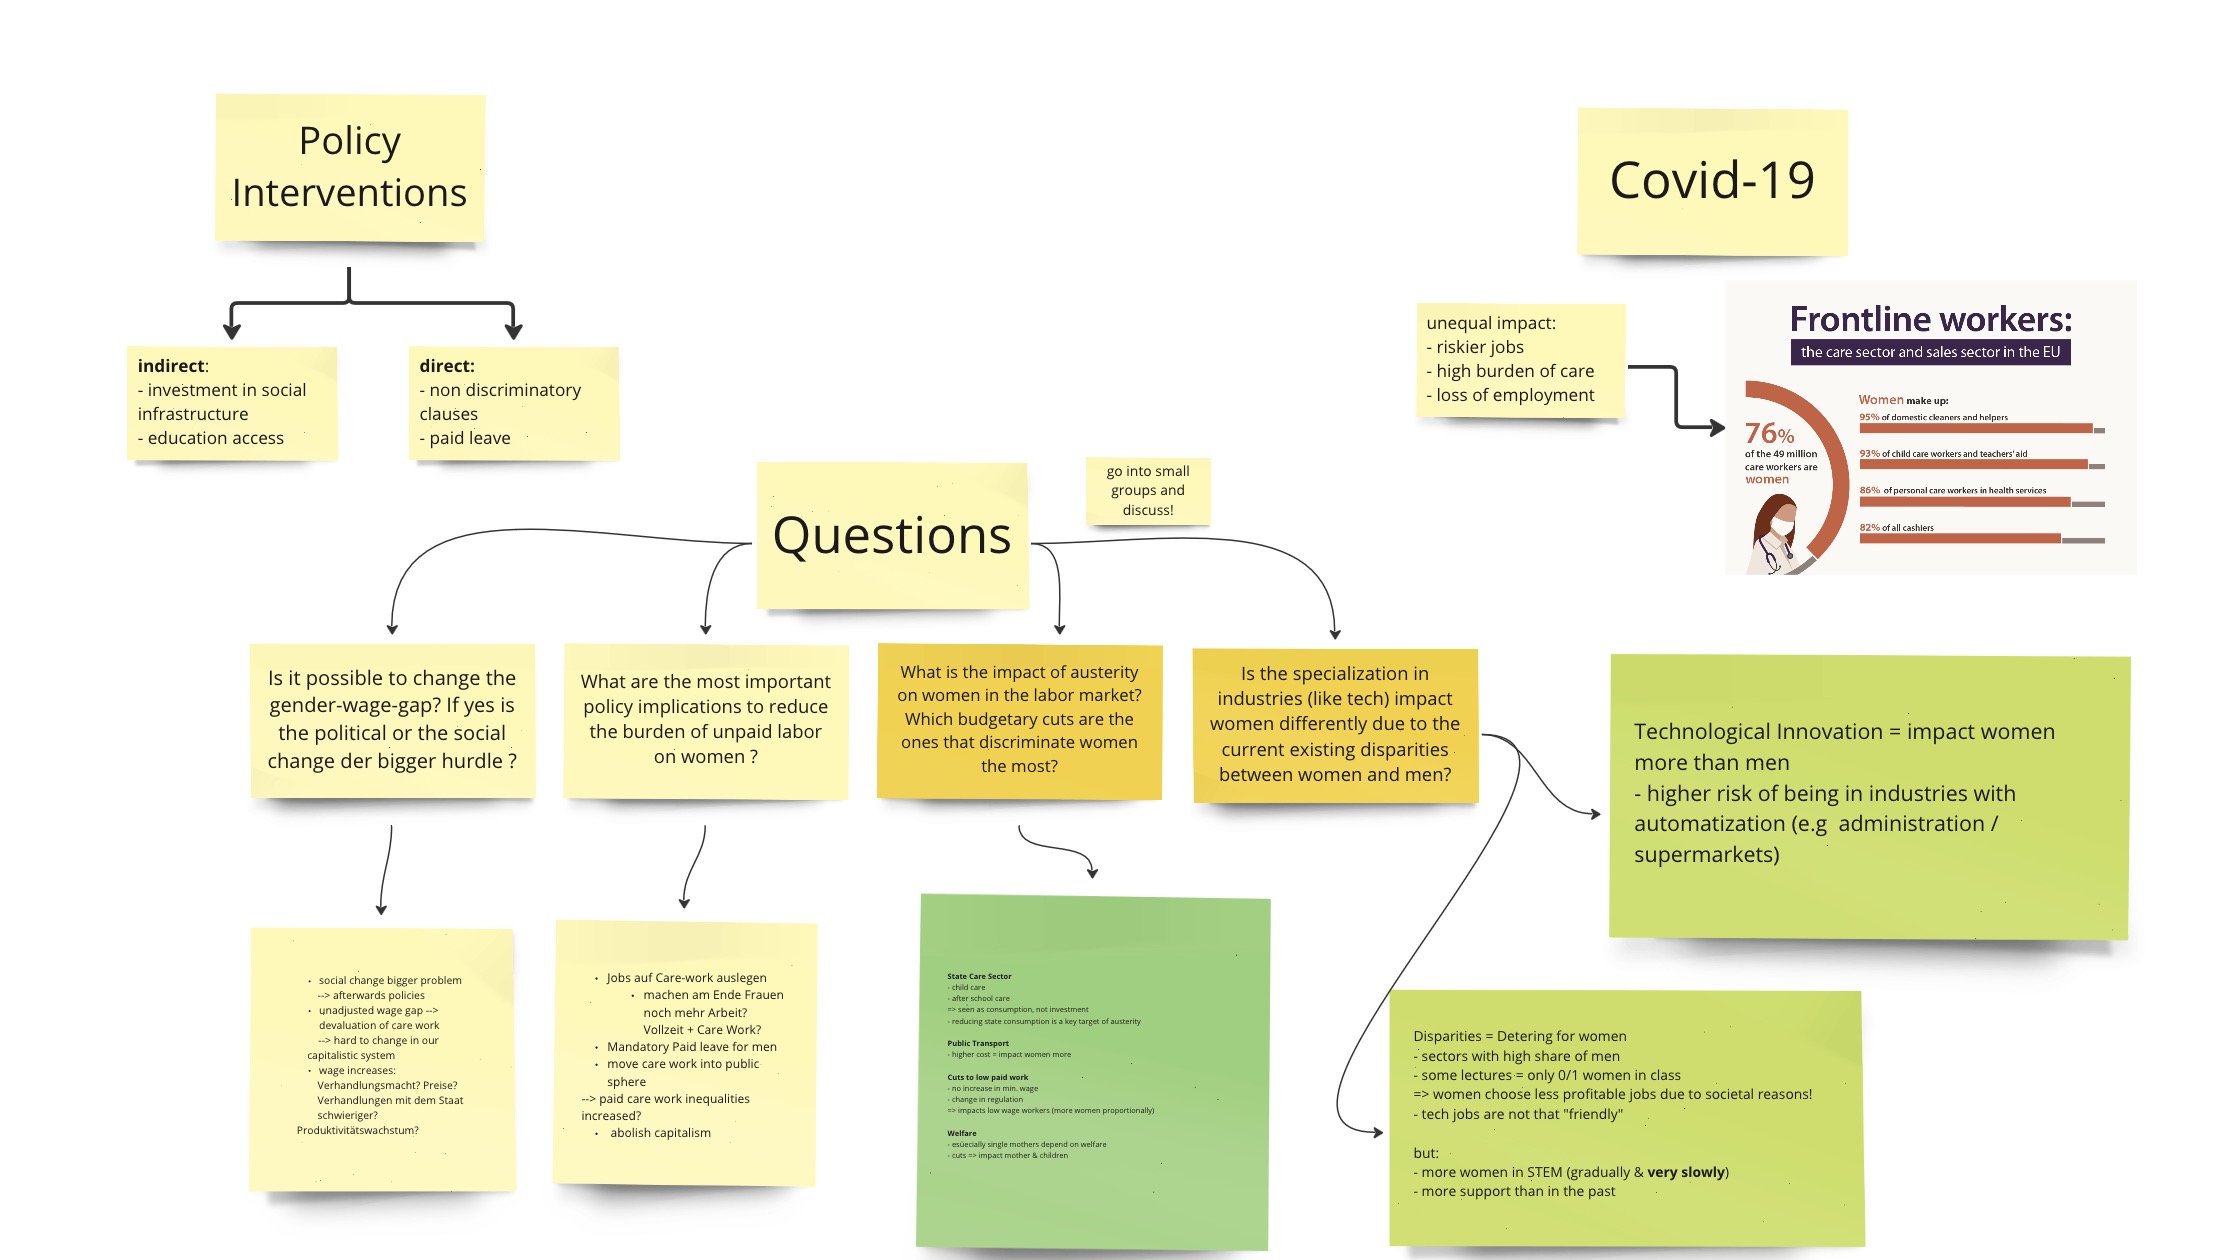 Policy
Interventions
indirect:
- investment in social
infrastructure
- education access
direct:
- non discriminatory
clauses
- paid leave
Covid-19
unequal impact:
- riskier jobs
- high burden of care
- loss of employment
Frontline workers:
the care sector and sales sector in the EU
76%
of the 49 million
care workers are
women
Women make up:
95% of domestic cleaners and helpers
93% of child care workers and teachers' aid
86% of personal care workers in health services
82% of all cashiers
Questions
go into small
groups and
discuss!
Is it possible to change the
gender-wage-gap? If yes is
the political or the social
change der bigger hurdle ?
What are the most important
policy implications to reduce
the burden of unpaid labor
on women ?
What is the impact of austerity
on women in the labor market?
Which budgetary cuts are the
ones that discriminate women
the most?
Is the specialization in
industries (like tech) impact
women differently due to the
current existing disparities
between women and men?
Technological Innovation = impact women
more than men
- higher risk of being in industries with
automatization (e.g  administration /
supermarkets)
• social change bigger problem
--> afterwards policies
• unadjusted wage gap -->
devaluation of care work
--> hard to change in our
capitalistic system
• wage increases:
Verhandlungsmacht? Preise?
Verhandlungen mit dem Staat
schwieriger?
Produktivitätswachstum?
• Jobs auf Care-work auslegen
• machen am Ende Frauen
noch mehr Arbeit?
Vollzeit + Care Work?
• Mandatory Paid leave for men
• move care work into public
sphere
--> paid care work inequalities
increased?
• abolish capitalism
State Care Sector
- child care
- after school care
=> seen as consumption, not investment
- reducing state consumption is a key target of austerity
Public Transport
- higher cost = impact women more
Cuts to low paid work
- no increase in min. wage
- change in regulation
=> impacts low wage workers (more women proportionally)
Welfare
- esüecially single mothers depend on welfare
- cuts => impact mother & children
Disparities = Detering for women
- sectors with high share of men
- some lectures = only 0/1 women in class
=> women choose less profitable jobs due to societal reasons!
- tech jobs are not that "friendly"
but:
- more women in STEM (gradually & very slowly)
- more support than in the past